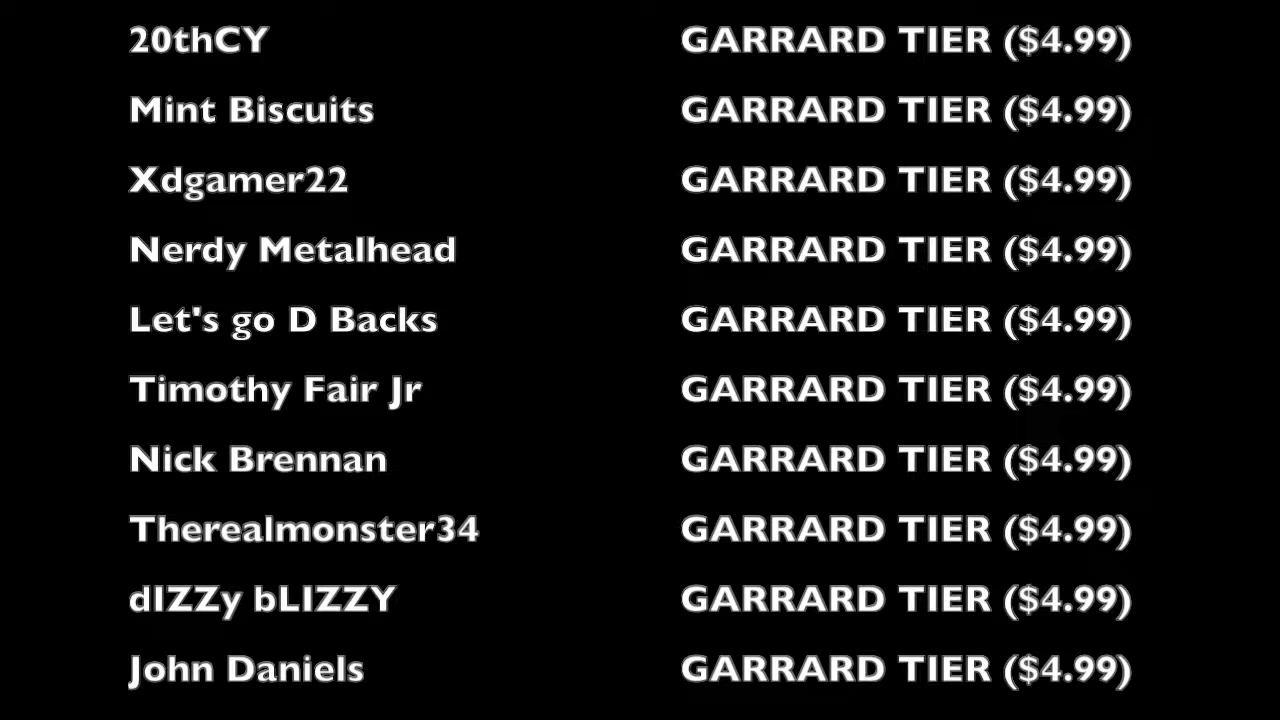 20thCY GARRARD TIER ($4.99)
Mint Biscuits GARRARD TIER ($4.99)
Xdgamer22 GARRARD TIER ($4.99)
Nerdy Metalhead GARRARD TIER ($4.99)
Let's go D Backs GARRARD TIER ($4.99)
Timothy Fair Jr GARRARD TIER ($4.99)
Nick Brennan GARRARD TIER ($4.99)
Therealmonster34 GARRARD TIER ($4.99)
dIZZy bLIZZY GARRARD TIER ($4.99)
John Daniels GARRARD TIER ($4.99)